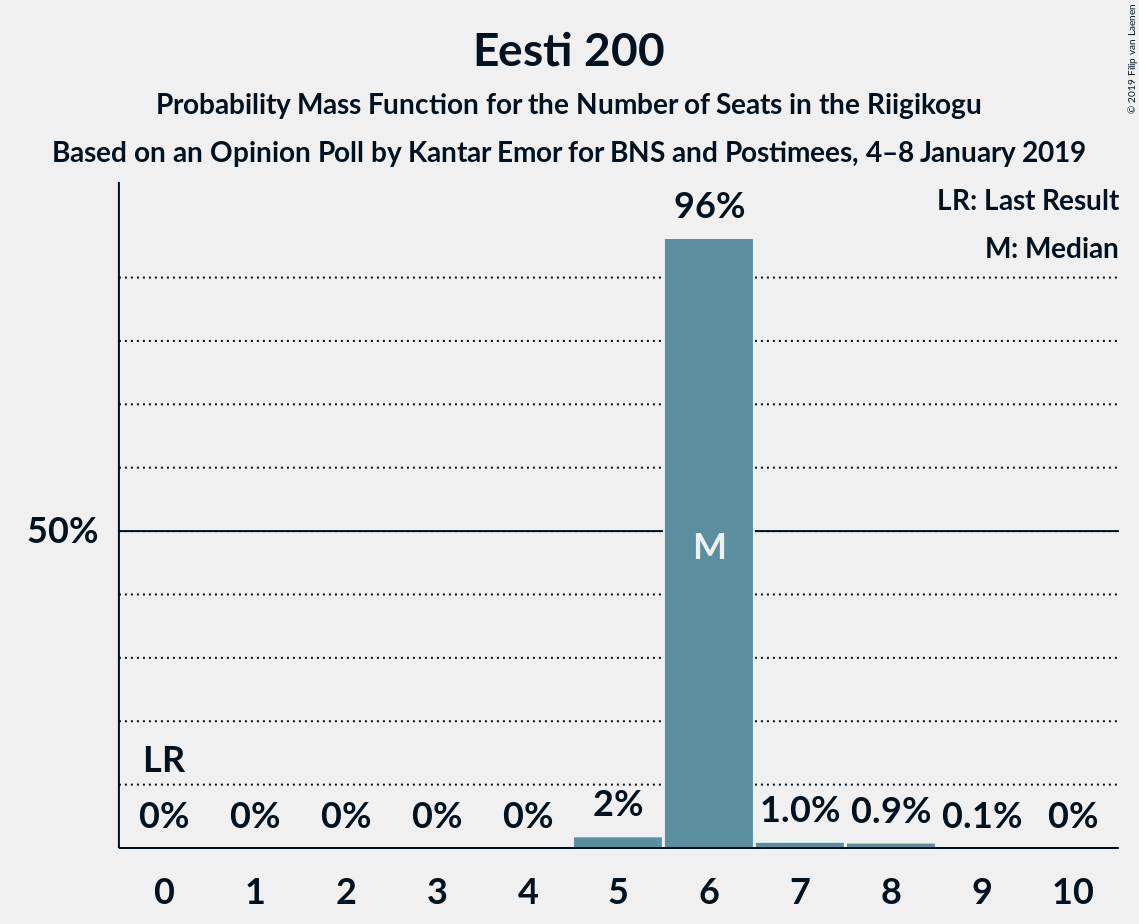 Eesti 200
Probability Mass Function for the Number of Seats in the Riigikogu
Based on an Opinion Poll by Kantar Emor for BNS and Postimees, 4–8 January 2019
© 2019 Filip van Laenen
LR: Last Result
M: Median
96%
50%
M
LR
0% 0% 0% 0% 0% 2% 1.0% 0.9% 0.1% 0%
0 1 2 3 4 5 6 7 8 9 10